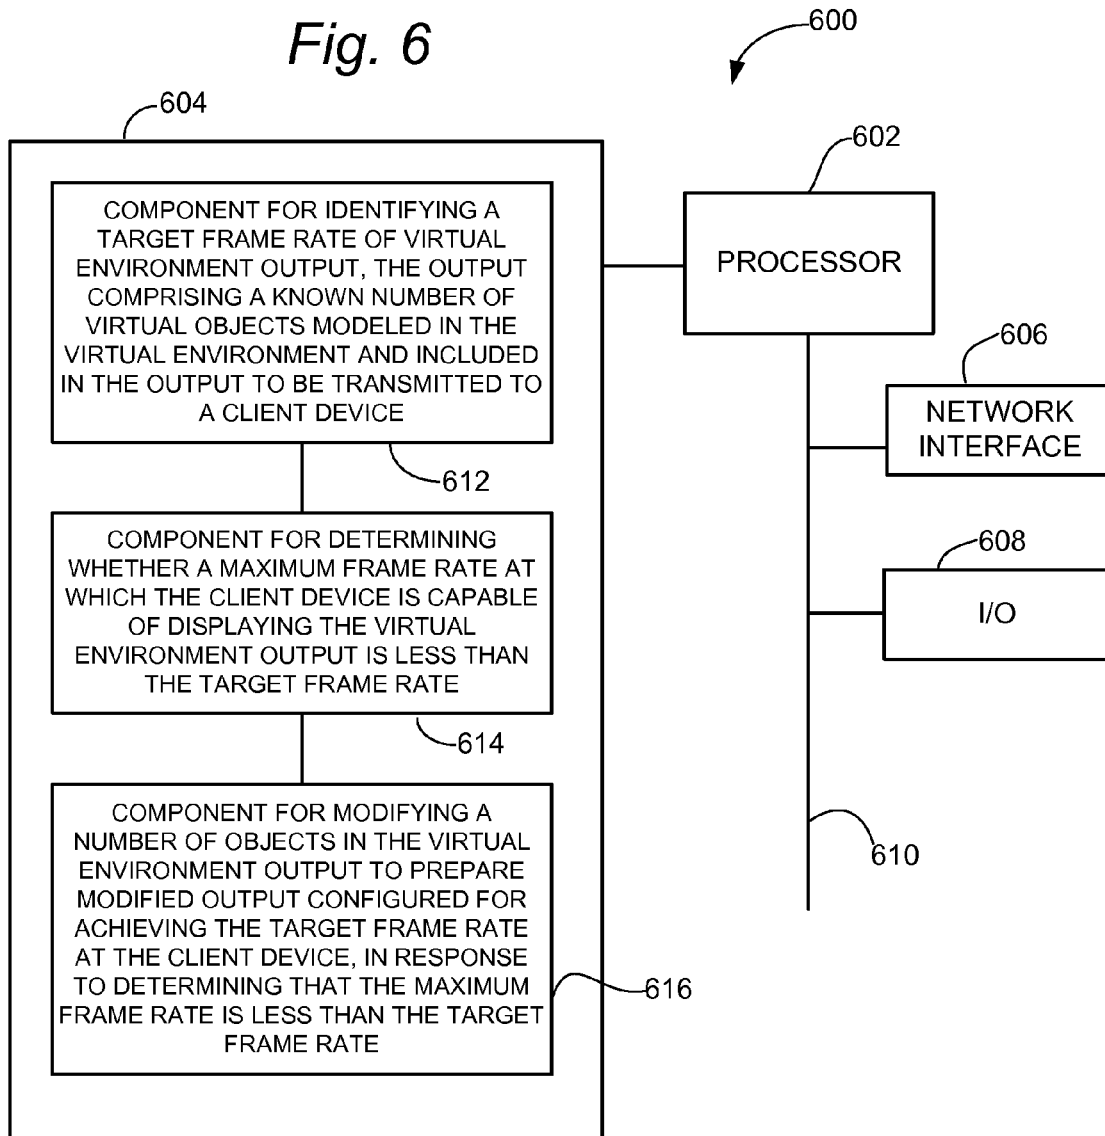 Fig. 6
600
604
COMPONENT FOR IDENTIFYING A
TARGET FRAME RATE OF VIRTUAL
ENVIRONMENT OUTPUT, THE OUTPUT
COMPRISING A KNOWN NUMBER OF
VIRTUAL OBJECTS MODELED IN THE
VIRTUAL ENVIRONMENT AND INCLUDED
IN THE OUTPUT TO BE TRANSMITTED TO
A CLIENT DEVICE
612
COMPONENT FOR DETERMINING
WHETHER A MAXIMUM FRAME RATE AT
WHICH THE CLIENT DEVICE IS CAPABLE
OF DISPLAYING THE VIRTUAL
ENVIRONMENT OUTPUT IS LESS THAN
THE TARGET FRAME RATE
614
COMPONENT FOR MODIFYING A
NUMBER OF OBJECTS IN THE VIRTUAL
ENVIRONMENT OUTPUT TO PREPARE
MODIFIED OUTPUT CONFIGURED FOR
ACHIEVING THE TARGET FRAME RATE
AT THE CLIENT DEVICE, IN RESPONSE
TO DETERMINING THAT THE MAXIMUM
FRAME RATE IS LESS THAN THE TARGET
FRAME RATE
616
602
PROCESSOR
606
NETWORK
INTERFACE
608
I/O
610